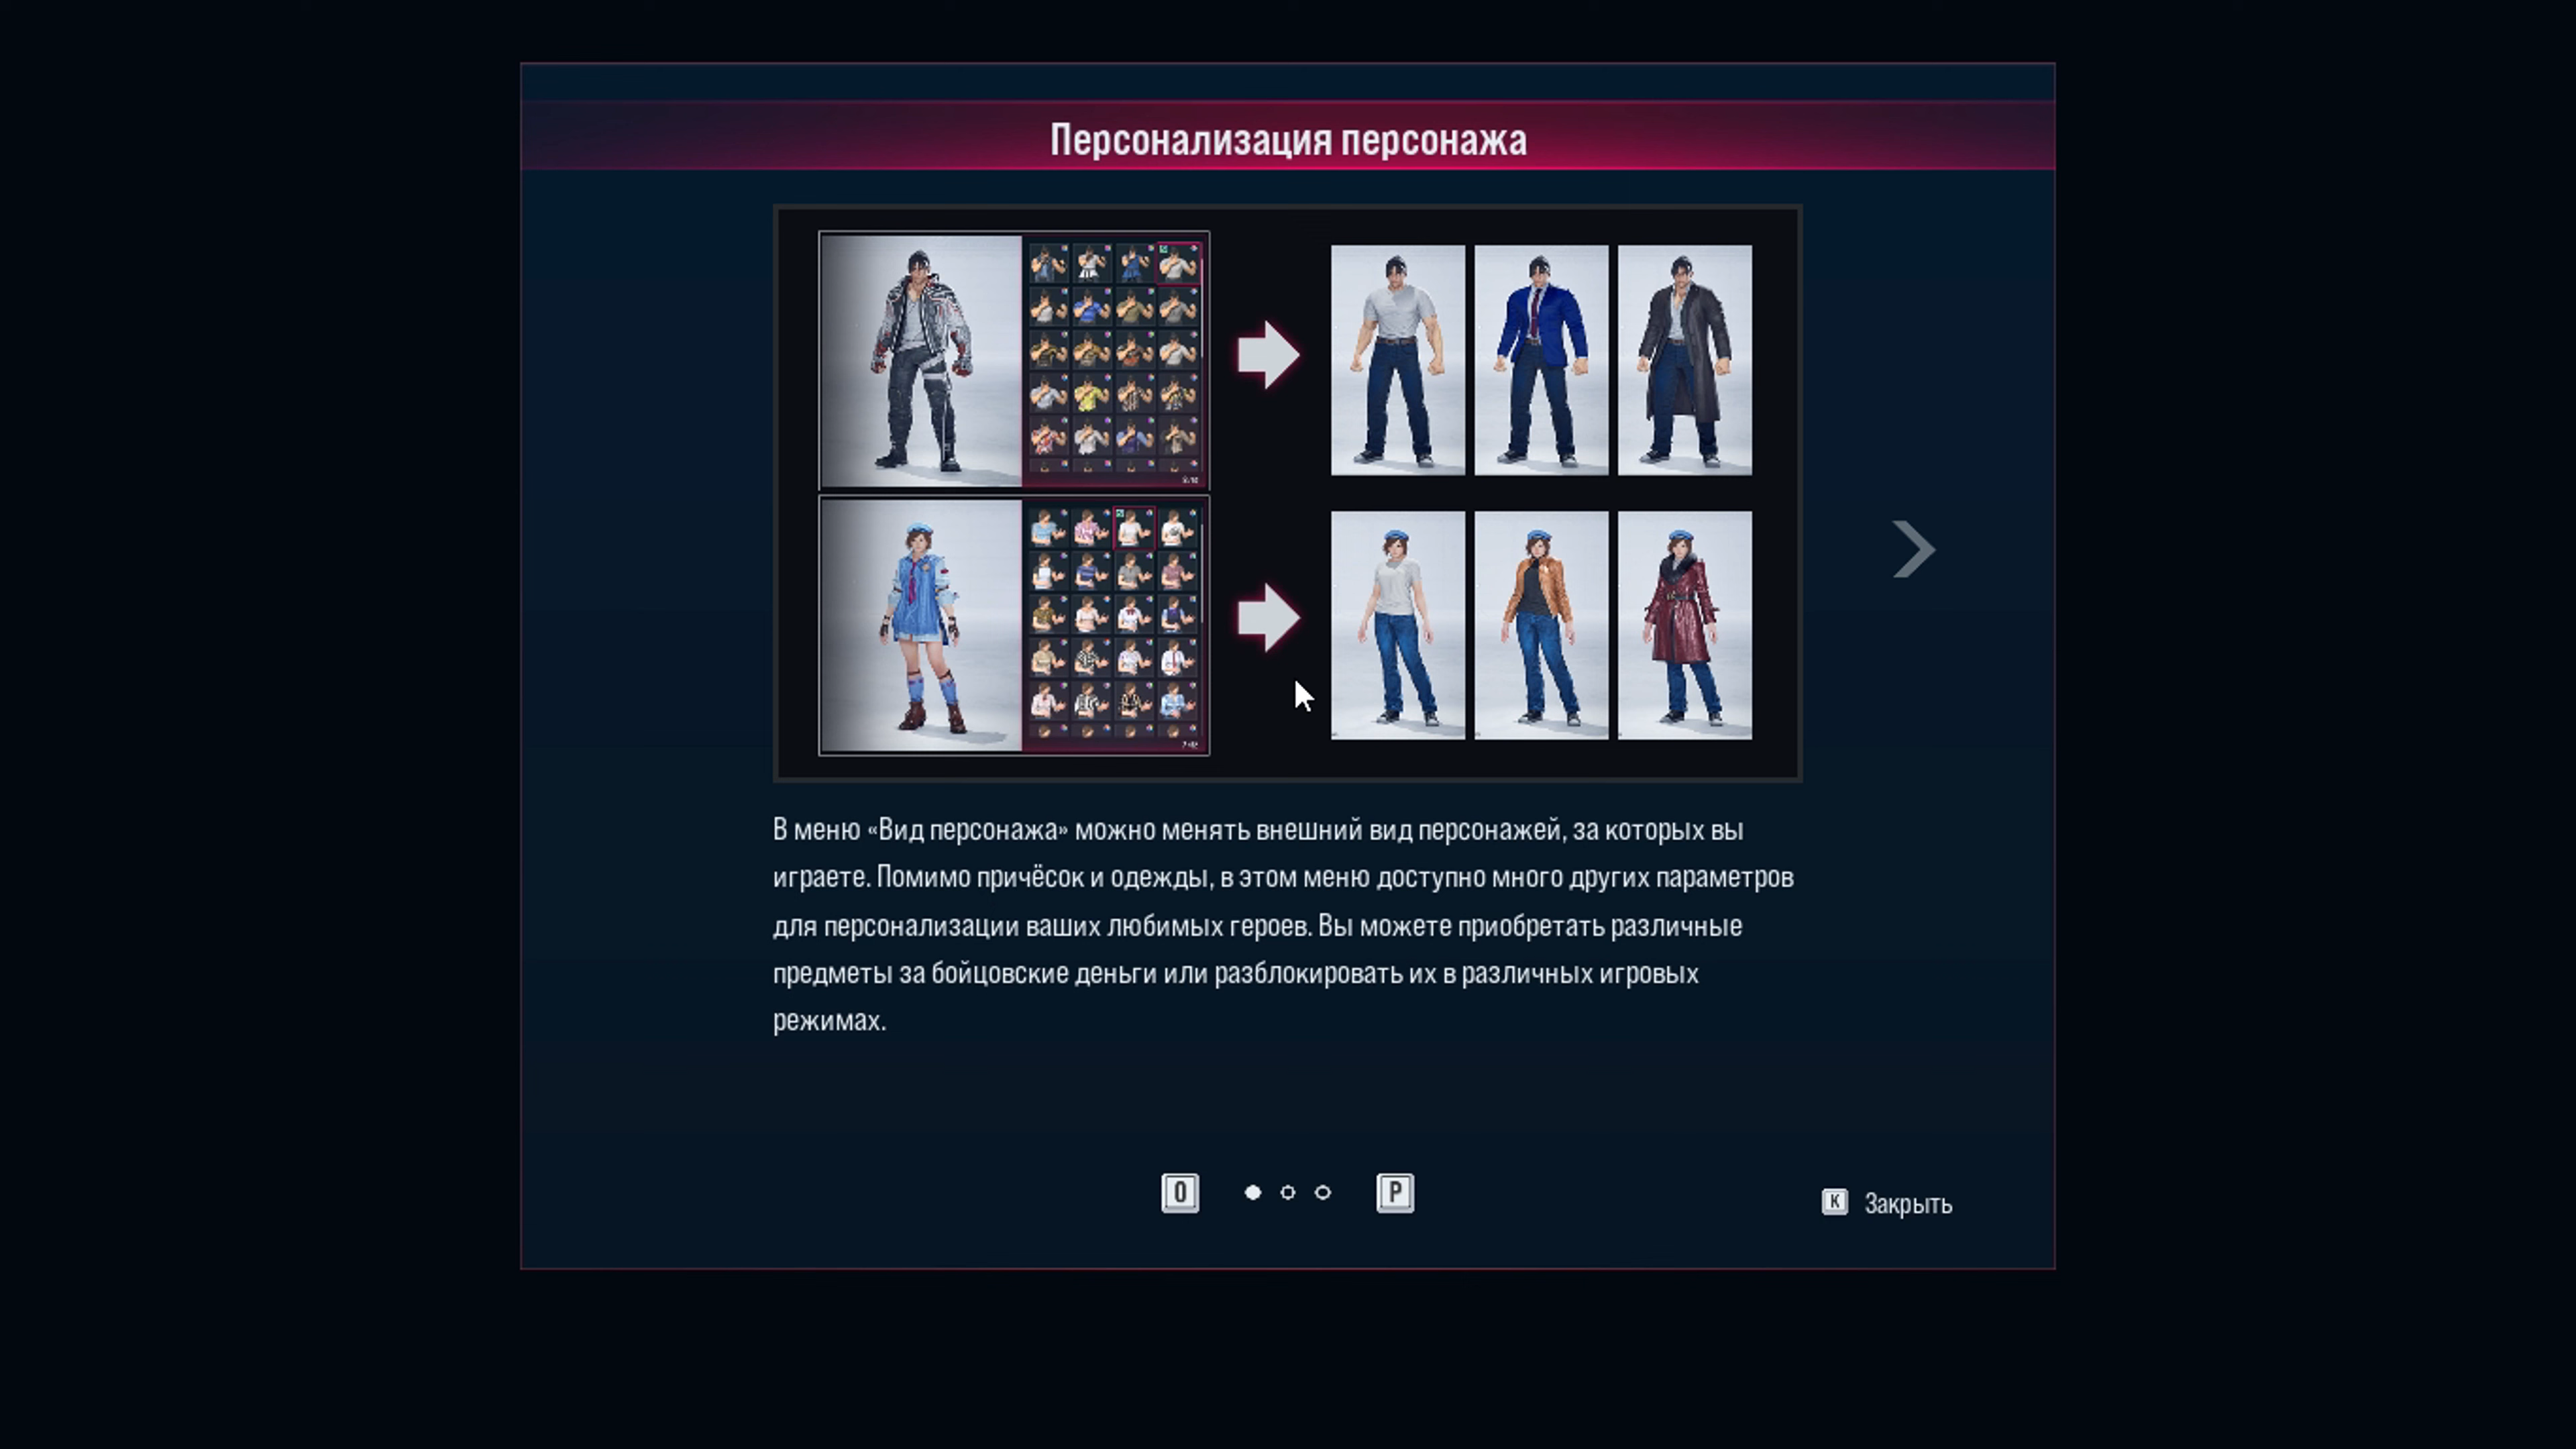 Персонализация персонажа
В меню «Вид персонажа» можно менять внешний вид персонажей, за которых вы
играете. Помимо причёсок и одежды, в этом меню доступно много других параметров
для персонализации ваших любимых героев. Вы можете приобретать различные
предметы за бойцовские деньги или разблокировать их в различных игровых
режимах.
O
P
K Закрыть